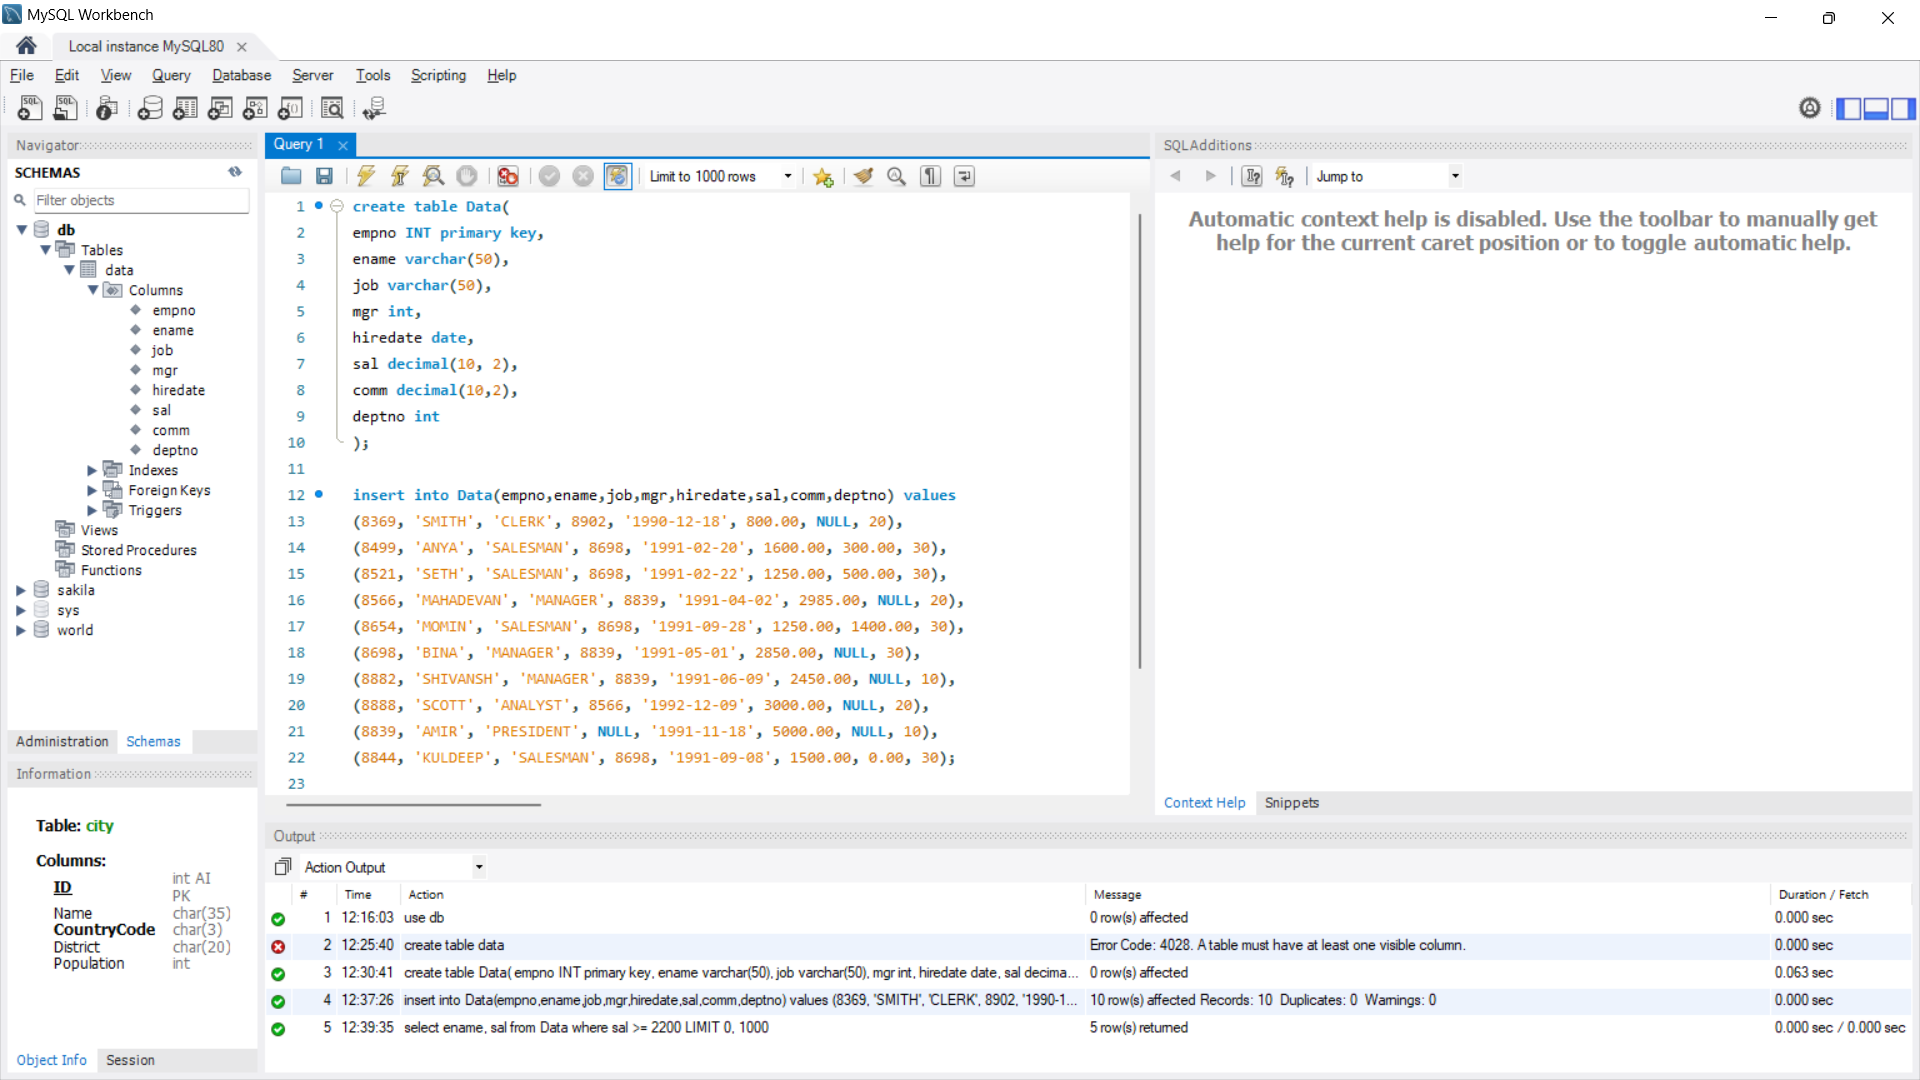 MySQL Workbench
Local instance MySQL80
File Edit View Query Database Server Tools Scripting Help
Navigator
SCHEMAS
Filter objects
db
Tables
data
Columns
empno
ename
job
mgr
hiredate
sal
comm
deptno
Indexes
Foreign Keys
Triggers
Views
Stored Procedures
Functions
sakila
sys
world
Administration Schemas
Information
Table: city
Columns:
ID int AI PK
Name char(35)
CountryCode char(3)
District char(20)
Population int
Object Info Session
Query 1
Limit to 1000 rows
1 create table Data(
2 empno INT primary key,
3 ename varchar(50),
4 job varchar(50),
5 mgr int,
6 hiredate date,
7 sal decimal(10, 2),
8 comm decimal(10,2),
9 deptno int
10 );
11
12 insert into Data(empno,ename,job,mgr,hiredate,sal,comm,deptno) values
13 (8369, 'SMITH', 'CLERK', 8902, '1990-12-18', 800.00, NULL, 20),
14 (8499, 'ANYA', 'SALESMAN', 8698, '1991-02-20', 1600.00, 300.00, 30),
15 (8521, 'SETH', 'SALESMAN', 8698, '1991-02-22', 1250.00, 500.00, 30),
16 (8566, 'MAHADEVAN', 'MANAGER', 8839, '1991-04-02', 2985.00, NULL, 20),
17 (8654, 'MOMIN', 'SALESMAN', 8698, '1991-09-28', 1250.00, 1400.00, 30),
18 (8698, 'BINA', 'MANAGER', 8839, '1991-05-01', 2850.00, NULL, 30),
19 (8882, 'SHIVANSH', 'MANAGER', 8839, '1991-06-09', 2450.00, NULL, 10),
20 (8888, 'SCOTT', 'ANALYST', 8566, '1992-12-09', 3000.00, NULL, 20),
21 (8839, 'AMIR', 'PRESIDENT', NULL, '1991-11-18', 5000.00, NULL, 10),
22 (8844, 'KULDEEP', 'SALESMAN', 8698, '1991-09-08', 1500.00, 0.00, 30);
23
SQLAdditions
Jump to
Automatic context help is disabled. Use the toolbar to manually get
help for the current caret position or to toggle automatic help.
Context Help Snippets
Output
Action Output
# Time Action Message Duration / Fetch
1 12:16:03 use db 0 row(s) affected 0.000 sec
2 12:25:40 create table data Error Code: 4028. A table must have at least one visible column. 0.000 sec
3 12:30:41 create table Data( empno INT primary key, ename varchar(50), job varchar(50), mgr int, hiredate date, sal decima... 0 row(s) affected 0.063 sec
4 12:37:26 insert into Data(empno,ename,job,mgr,hiredate,sal,comm,deptno) values (8369, 'SMITH', 'CLERK', 8902, '1990-1... 10 row(s) affected Records: 10 Duplicates: 0 Warnings: 0 0.000 sec
5 12:39:35 select ename, sal from Data where sal >= 2200 LIMIT 0, 1000 5 row(s) returned 0.000 sec / 0.000 sec